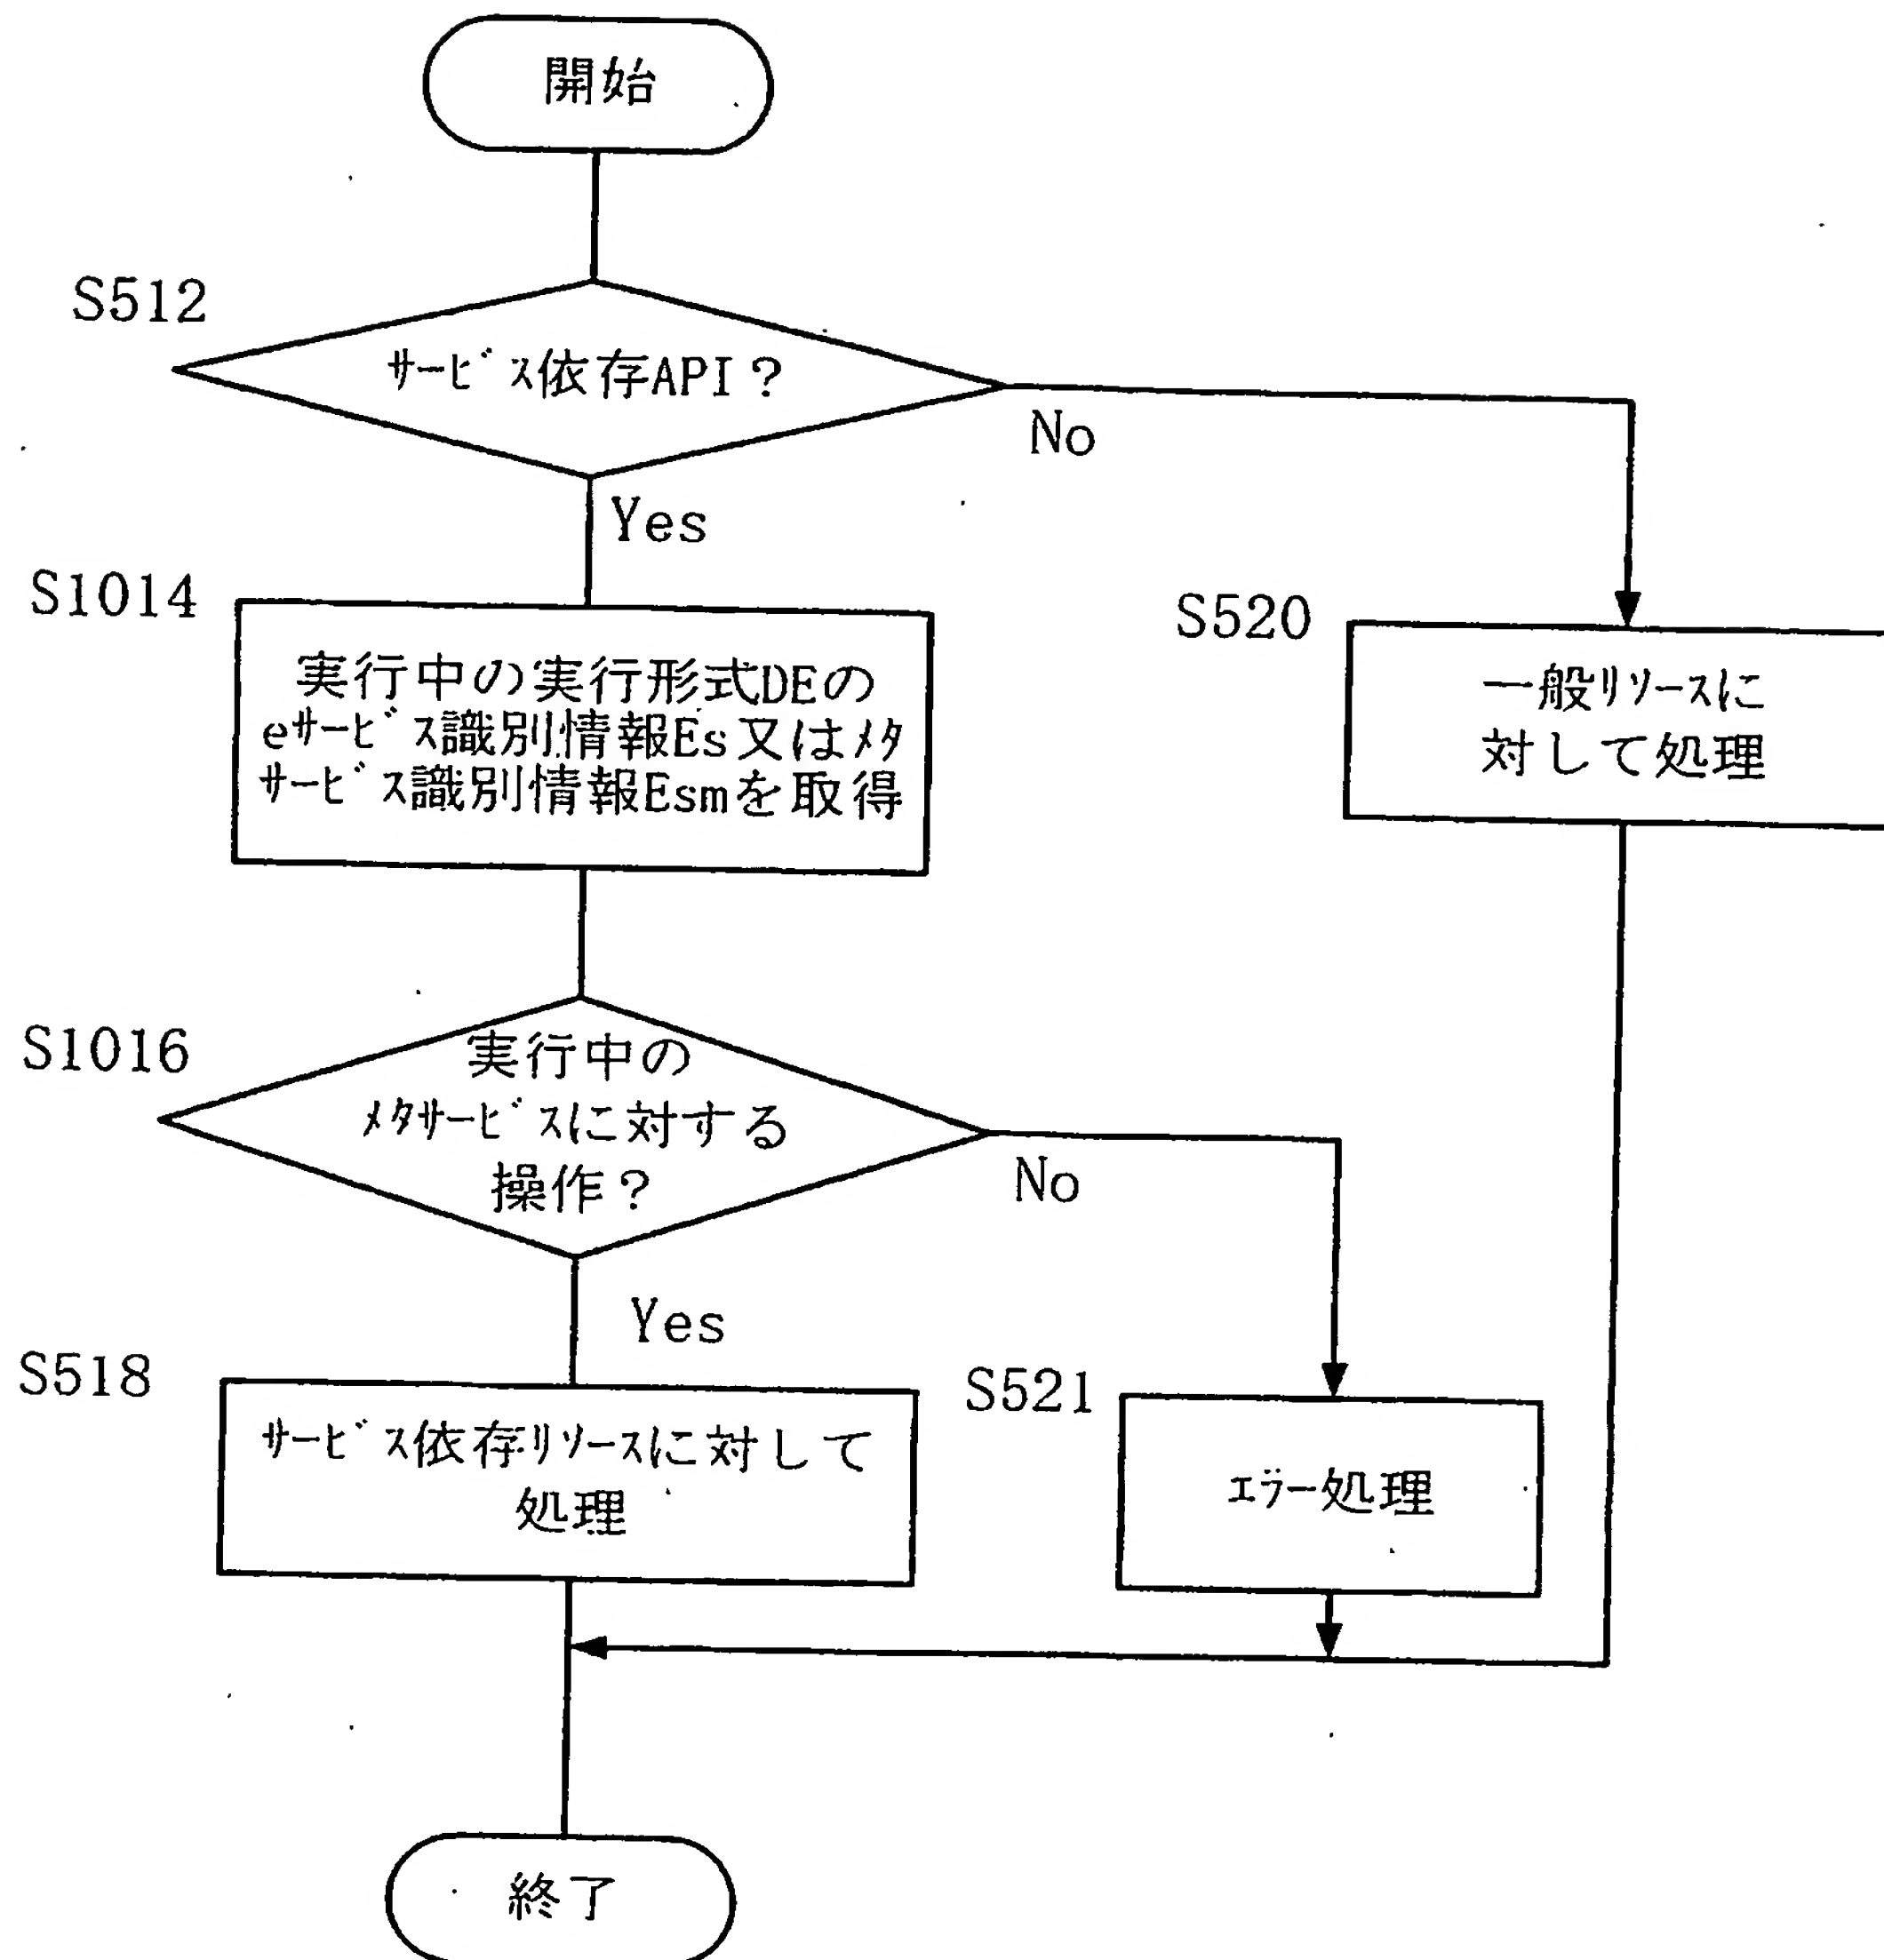 開始
S512
ｻｰﾋﾞｽ依存API？
No
Yes
S1014
実行中の実行形式DEの
eｻｰﾋﾞｽ識別情報Es又はﾒﾀ
ｻｰﾋﾞｽ識別情報Esmを取得
S520
一般ﾘｿｰｽに
対して処理
S1016
実行中の
ﾒﾀｻｰﾋﾞｽに対する
操作？
No
Yes
S518
ｻｰﾋﾞｽ依存ﾘｿｰｽに対して
処理
S521
ｴﾗｰ処理
終了